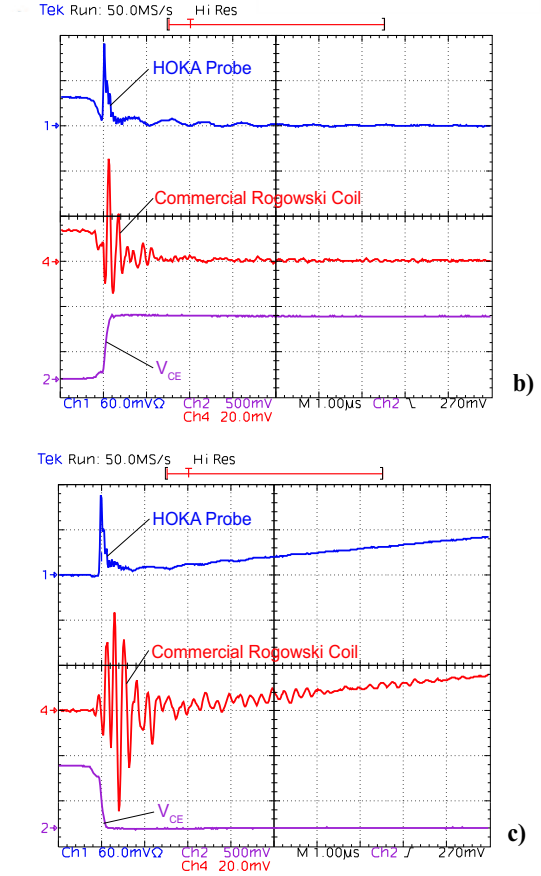 Tek Run: 50.0MS/s Hi Res
HOKA Probe
1
Commercial Rogowski Coil
4
V_CE
2
b)
Ch1 60.0mVΩ Ch2 500mV M 1.00µs Ch2 ʅ 270mV
Ch4 20.0mV
Tek Run: 50.0MS/s Hi Res
HOKA Probe
1
Commercial Rogowski Coil
4
V_CE
2
c)
Ch1 60.0mVΩ Ch2 500mV M 1.00µs Ch2 ʃ 270mV
Ch4 20.0mV